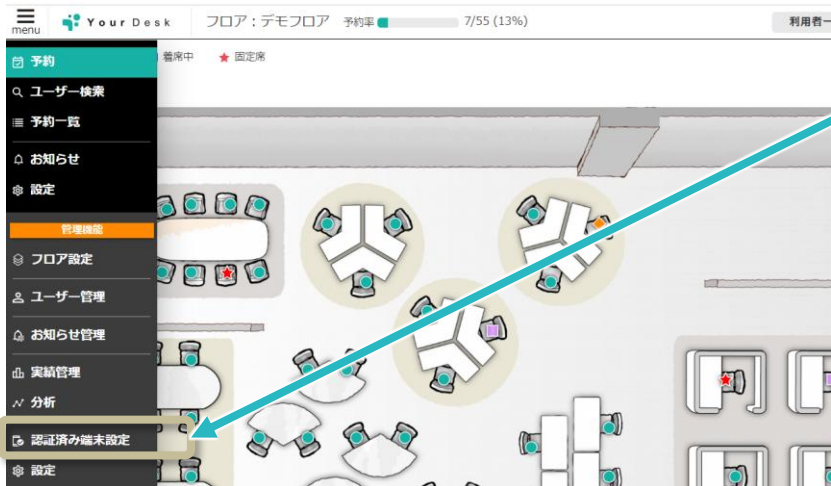 menu
Your Desk
フロア：デモフロア
予約率
7/55 (13%)
利用者一
予約
着席中
固定席
ユーザー検索
予約一覧
お知らせ
設定
管理機能
フロア設定
ユーザー管理
お知らせ管理
実績管理
分析
認証済み端末設定
設定